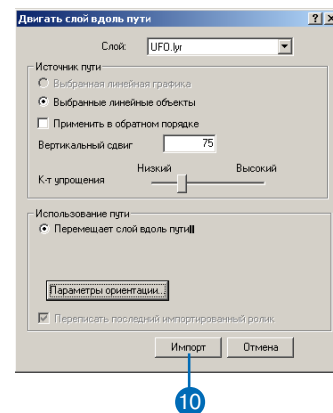 Двигать слой вдоль пути
Слой: UFO.lyr
Источник пути
Выбранная линейная графика
Выбранные линейные объекты
Применить в обратном порядке
Вертикальный сдвиг 75
Низкий Высокий
К-т упрощения
Использование пути
Перемещает слой вдоль пути
Параметры ориентации...
Переписать последний импортированный ролик
Импорт Отмена
10